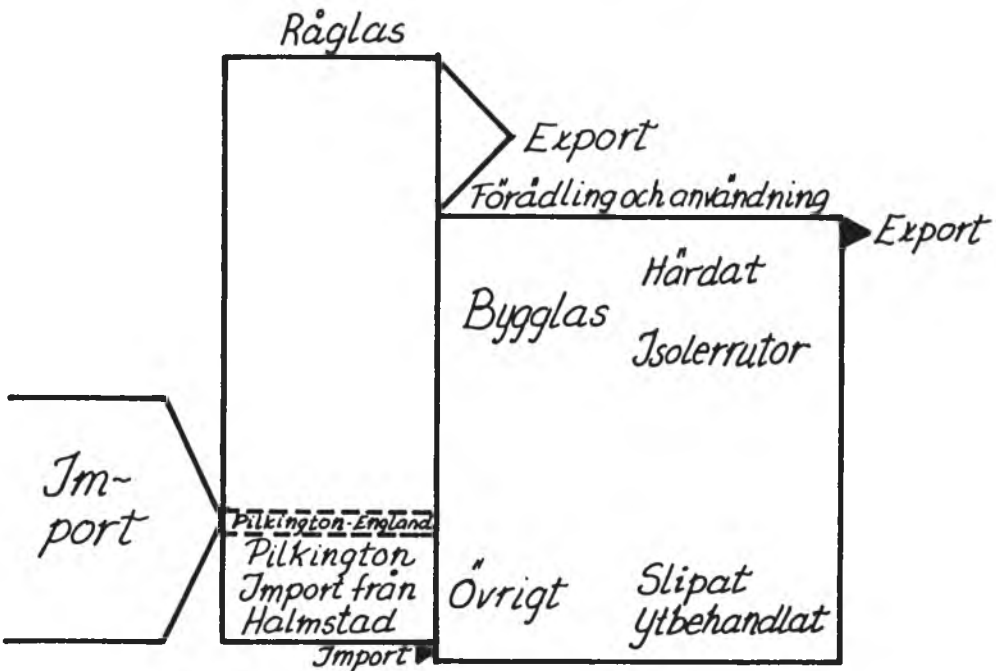 Råglas
Export
Förädling och användning
Export
Härdat
Bygglas
Isolerrutor
Im-
port
Pilkington-England
Pilkington
Import från
Halmstad
Övrigt
Slipat
Ytbehandlat
Import